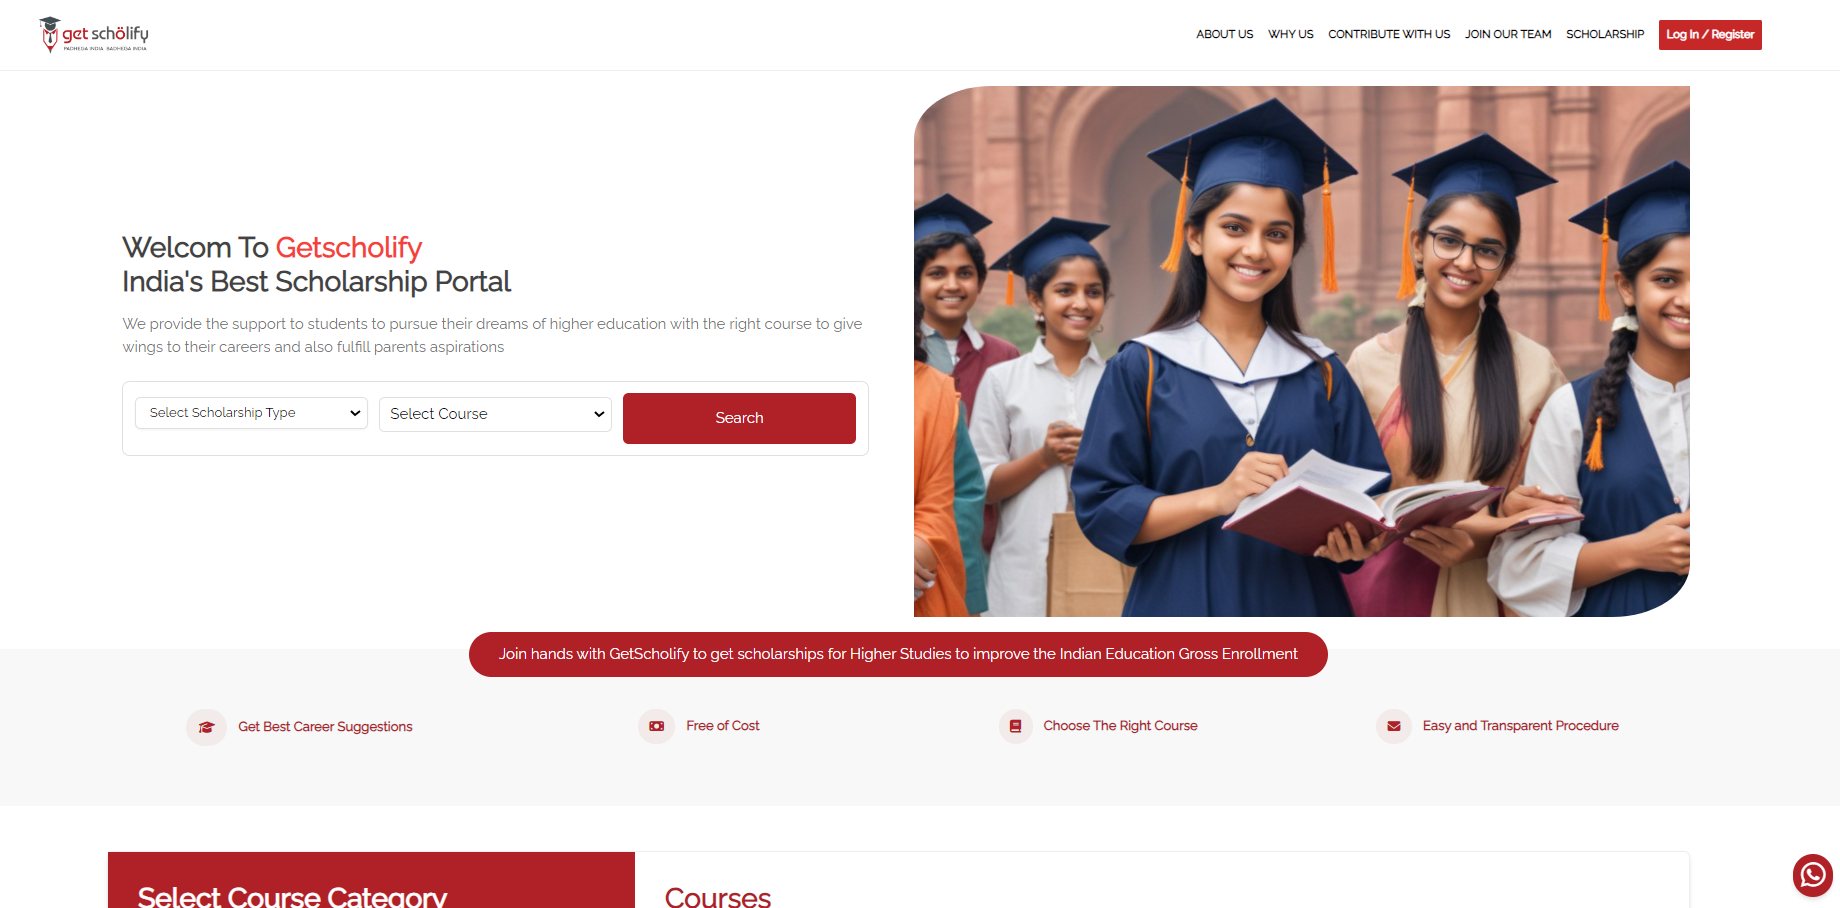 get schölify
PADHEGA INDIA BADHEGA INDIA
ABOUT US
WHY US
CONTRIBUTE WITH US
JOIN OUR TEAM
SCHOLARSHIP
Log In / Register
Welcom To Getscholify
India's Best Scholarship Portal
We provide the support to students to pursue their dreams of higher education with the right course to give
wings to their careers and also fulfill parents aspirations
Select Scholarship Type
Select Course
Search
Join hands with GetScholify to get scholarships for Higher Studies to improve the Indian Education Gross Enrollment
Get Best Career Suggestions
Free of Cost
Choose The Right Course
Easy and Transparent Procedure
Select Course Category
Courses